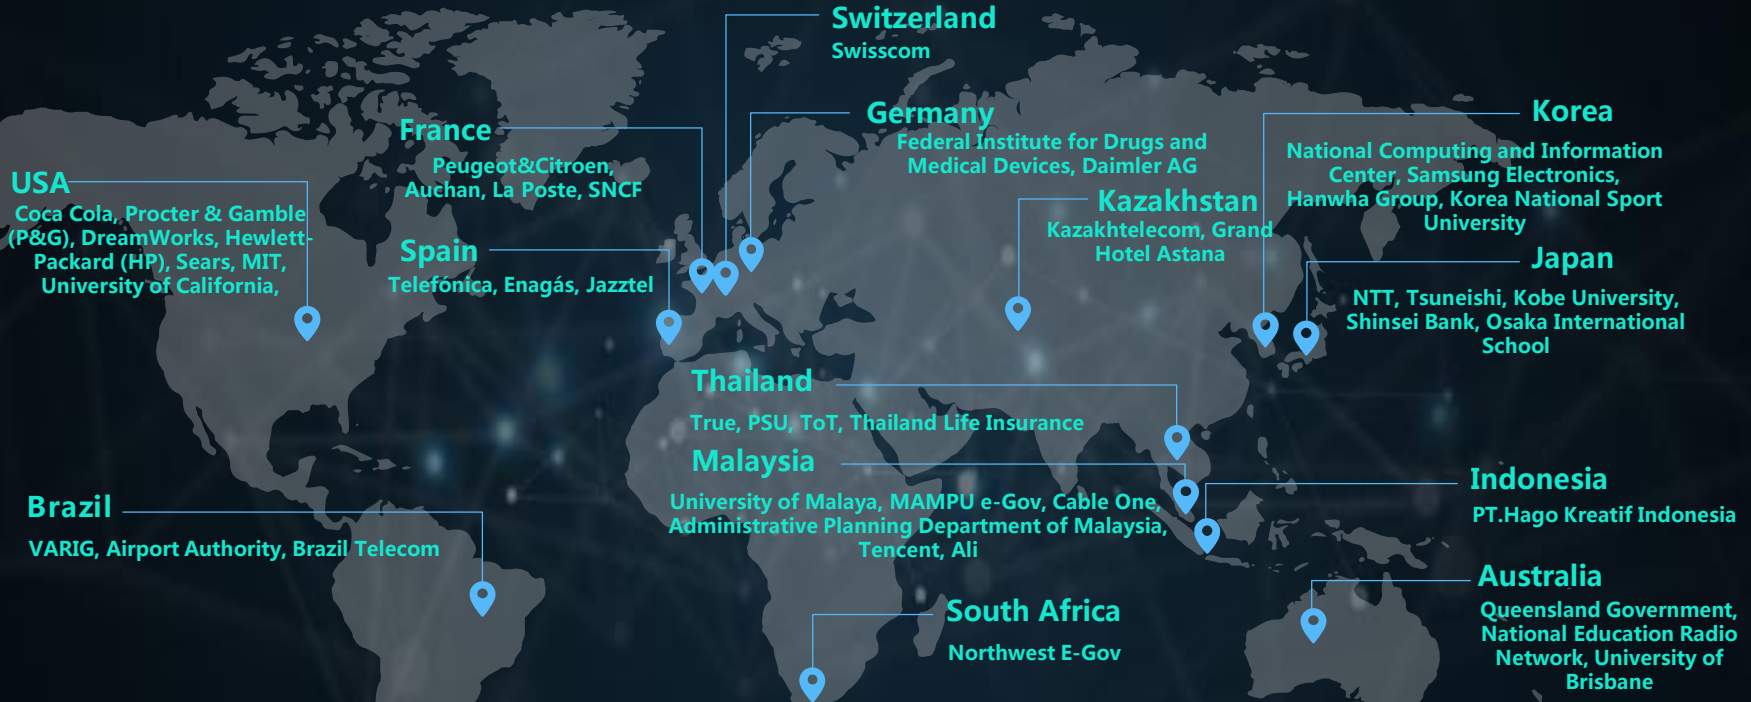 Switzerland
Swisscom
Germany
Federal Institute for Drugs and
Medical Devices, Daimler AG
Korea
National Computing and Information
Center, Samsung Electronics,
Hanwha Group, Korea National Sport
University
France
Peugeot&Citroen,
Auchan, La Poste, SNCF
USA
Coca Cola, Procter & Gamble
(P&G), DreamWorks, Hewlett-
Packard (HP), Sears, MIT,
University of California,
Kazakhstan
Kazakhtelecom, Grand
Hotel Astana
Spain
Telefónica, Enagás, Jazztel
Japan
NTT, Tsuneishi, Kobe University,
Shinsei Bank, Osaka International
School
Thailand
True, PSU, ToT, Thailand Life Insurance
Malaysia
University of Malaya, MAMPU e-Gov, Cable One,
Administrative Planning Department of Malaysia,
Tencent, Ali
Indonesia
PT.Hago Kreatif Indonesia
Brazil
VARIG, Airport Authority, Brazil Telecom
Australia
Queensland Government,
National Education Radio
Network, University of
Brisbane
South Africa
Northwest E-Gov